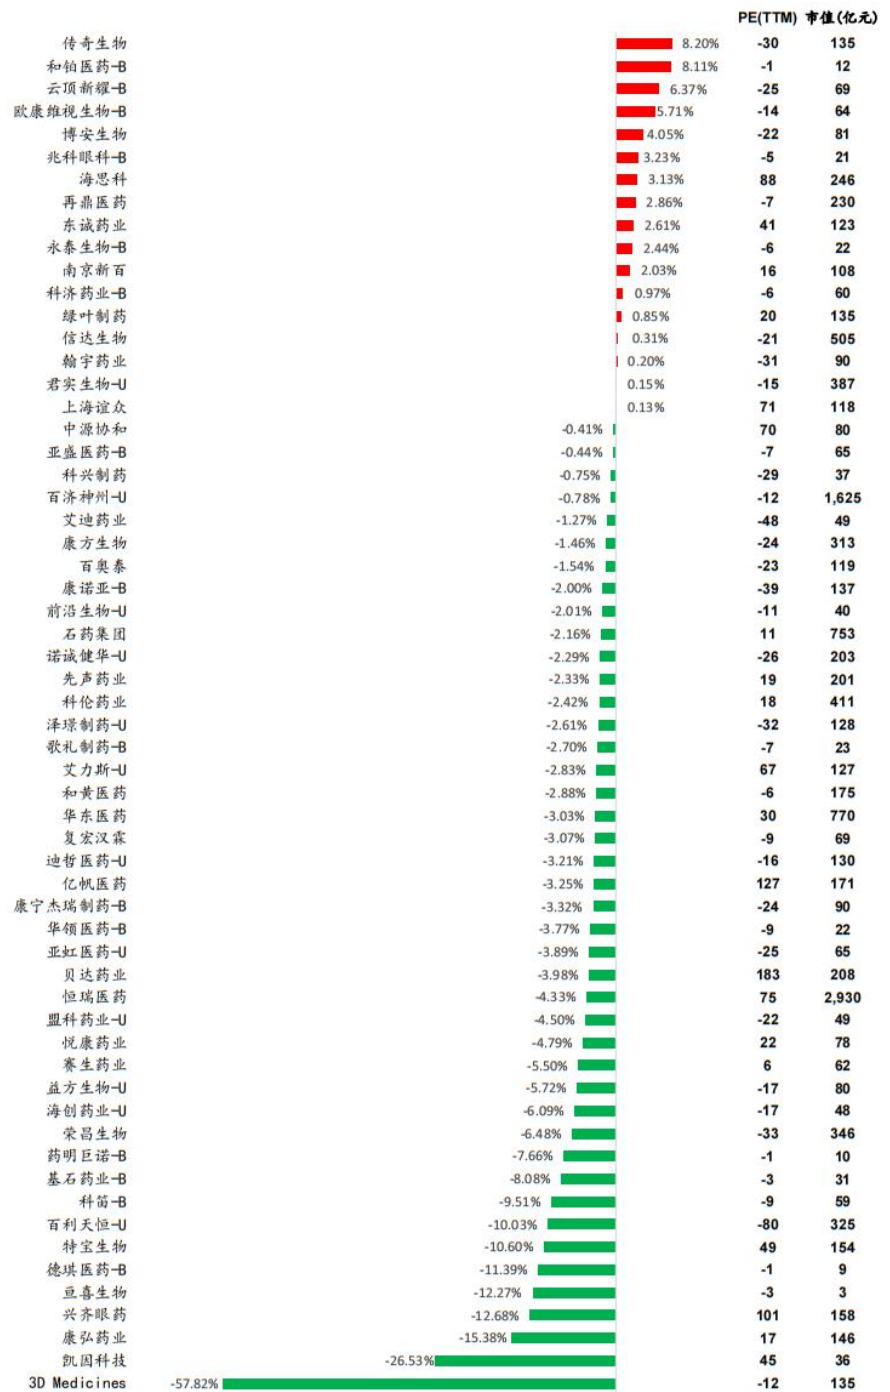 PE(TTM) 市值(亿元)
传奇生物 8.20% -30 135
和铂医药-B 8.11% -1 12
云顶新耀-B 6.37% -25 69
欧康维视生物-B 5.71% -14 64
博安生物 4.05% -22 81
兆科眼科-B 3.23% -5 21
海思科 3.13% 88 246
再鼎医药 2.86% -7 230
东诚药业 2.61% 41 123
永泰生物-B 2.44% -6 22
南京新百 2.03% 16 108
科济药业-B 0.97% -6 60
绿叶制药 0.85% 20 135
信达生物 0.31% -21 505
翰宇药业 0.20% -31 90
君实生物-U 0.15% -15 387
上海谊众 0.13% 71 118
中源协和 -0.41% 70 80
亚盛医药-B -0.44% -7 65
科兴制药 -0.75% -29 37
百济神州-U -0.78% -12 1,625
艾迪药业 -1.27% -48 49
康方生物 -1.46% -24 313
百奥泰 -1.54% -23 119
康诺亚-B -2.00% -39 137
前沿生物-U -2.01% -11 40
石药集团 -2.16% 11 753
诺诚健华-U -2.29% -26 203
先声药业 -2.33% 19 201
科伦药业 -2.42% 18 411
泽璟制药-U -2.61% -32 128
歌礼制药-B -2.70% -7 23
艾力斯-U -2.83% 67 127
和黄医药 -2.88% -6 175
华东医药 -3.03% 30 770
复宏汉霖 -3.07% -9 69
迪哲医药-U -3.21% -16 130
亿帆医药 -3.25% 127 171
康宁杰瑞制药-B -3.32% -24 90
华领医药-B -3.77% -9 22
亚虹医药-U -3.89% -25 65
贝达药业 -3.98% 183 208
恒瑞医药 -4.33% 75 2,930
盟科药业-U -4.50% -22 49
悦康药业 -4.79% 22 78
赛生药业 -5.50% 6 62
益方生物-U -5.72% -17 80
海创药业-U -6.09% -17 48
荣昌生物 -6.48% -33 346
药明巨诺-B -7.66% -1 10
基石药业-B -8.08% -3 31
科笛-B -9.51% -9 59
百利天恒-U -10.03% -80 325
特宝生物 -10.60% 49 154
德琪医药-B -11.39% -1 9
亘喜生物 -12.27% -3 3
兴齐眼药 -12.68% 101 158
康弘药业 -15.38% 17 146
凯因科技 -26.53% 45 36
3D Medicines -57.82% -12 135